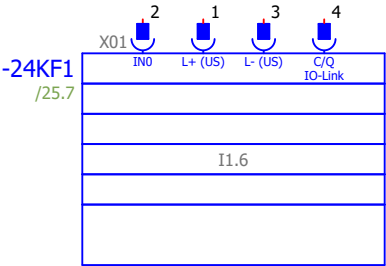 2 1 3 4
X01
-24KF1 IN0 L+ (US) L- (US) C/Q
IO-Link
/25.7
I1.6